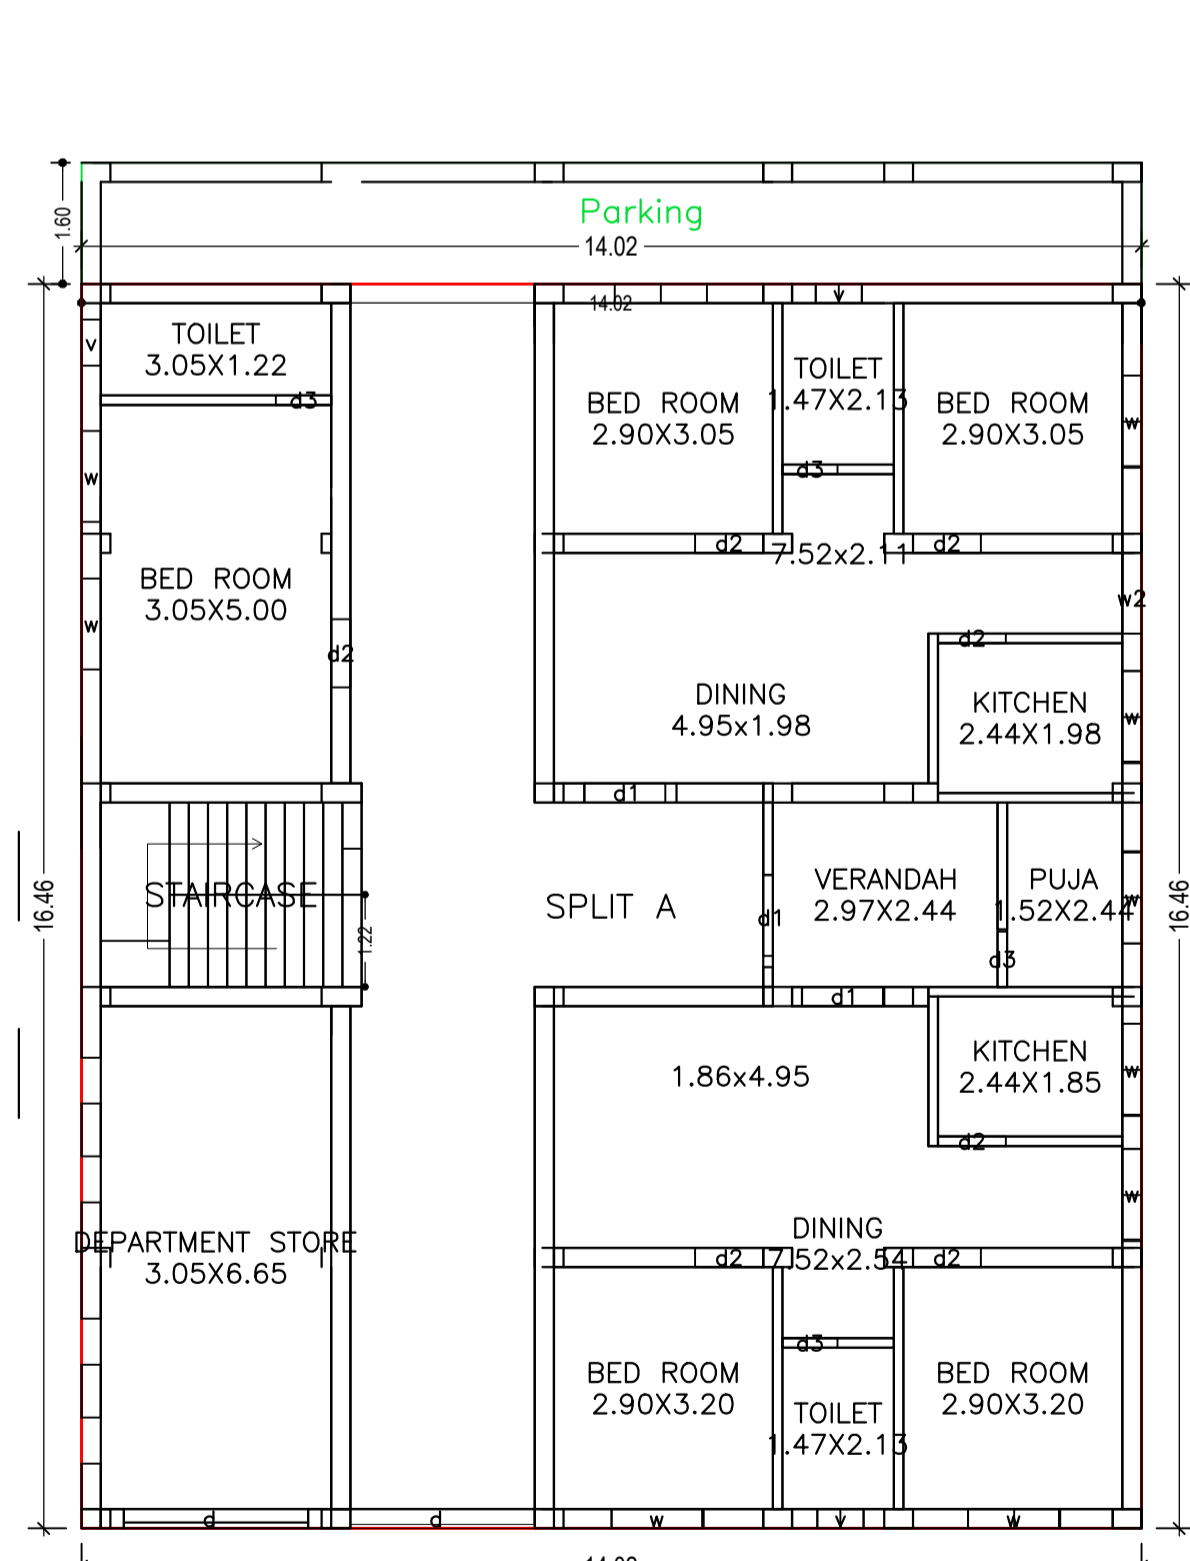 Parking
1.60
14.02
14.02
TOILET
3.05X1.22
v
d3
TOILET
1.47X2.13
BED ROOM
2.90X3.05
BED ROOM
2.90X3.05
w
w
d3
d2
d2
7.52x2.11
BED ROOM
3.05X5.00
w
d2
w2
d2
DINING
4.95x1.98
KITCHEN
2.44X1.98
w
d1
STAIRCASE
SPLIT A
VERANDAH
2.97X2.44
PUJA
1.52X2.44
w
16.46
16.46
d1
1.22
d3
d1
KITCHEN
2.44X1.85
w
1.86x4.95
d2
w
DEPARTMENT STORE
3.05X6.65
DINING
7.52x2.54
d2
d2
d3
BED ROOM
2.90X3.20
BED ROOM
2.90X3.20
TOILET
1.47X2.13
d
d
w
v
w
14.02